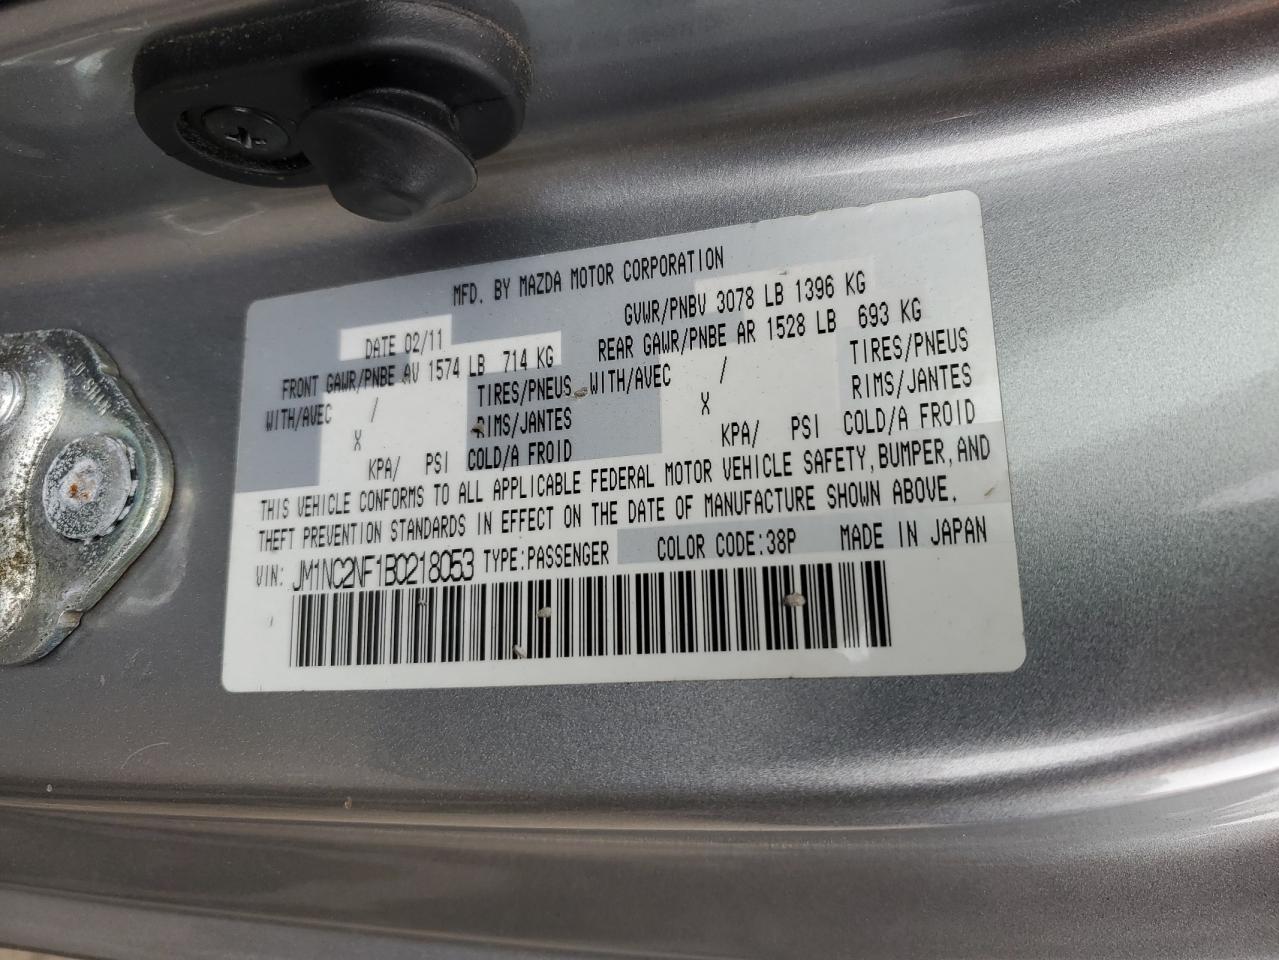 MFD. BY MAZDA MOTOR CORPORATION
DATE 02/11 GVWR/PNBV 3078 LB 1396 KG
FRONT GAWR/PNBE AV 1574 LB 714 KG REAR GAWR/PNBE AR 1528 LB 693 KG
WITH/AVEC / TIRES/PNEUS WITH/AVEC / TIRES/PNEUS
X RIMS/JANTES X RIMS/JANTES
KPA/ PSI COLD/A FROID KPA/ PSI COLD/A FROID
THIS VEHICLE CONFORMS TO ALL APPLICABLE FEDERAL MOTOR VEHICLE SAFETY, BUMPER, AND
THEFT PREVENTION STANDARDS IN EFFECT ON THE DATE OF MANUFACTURE SHOWN ABOVE.
VIN: JM1NC2NF1B0218053 TYPE:PASSENGER COLOR CODE:38P MADE IN JAPAN